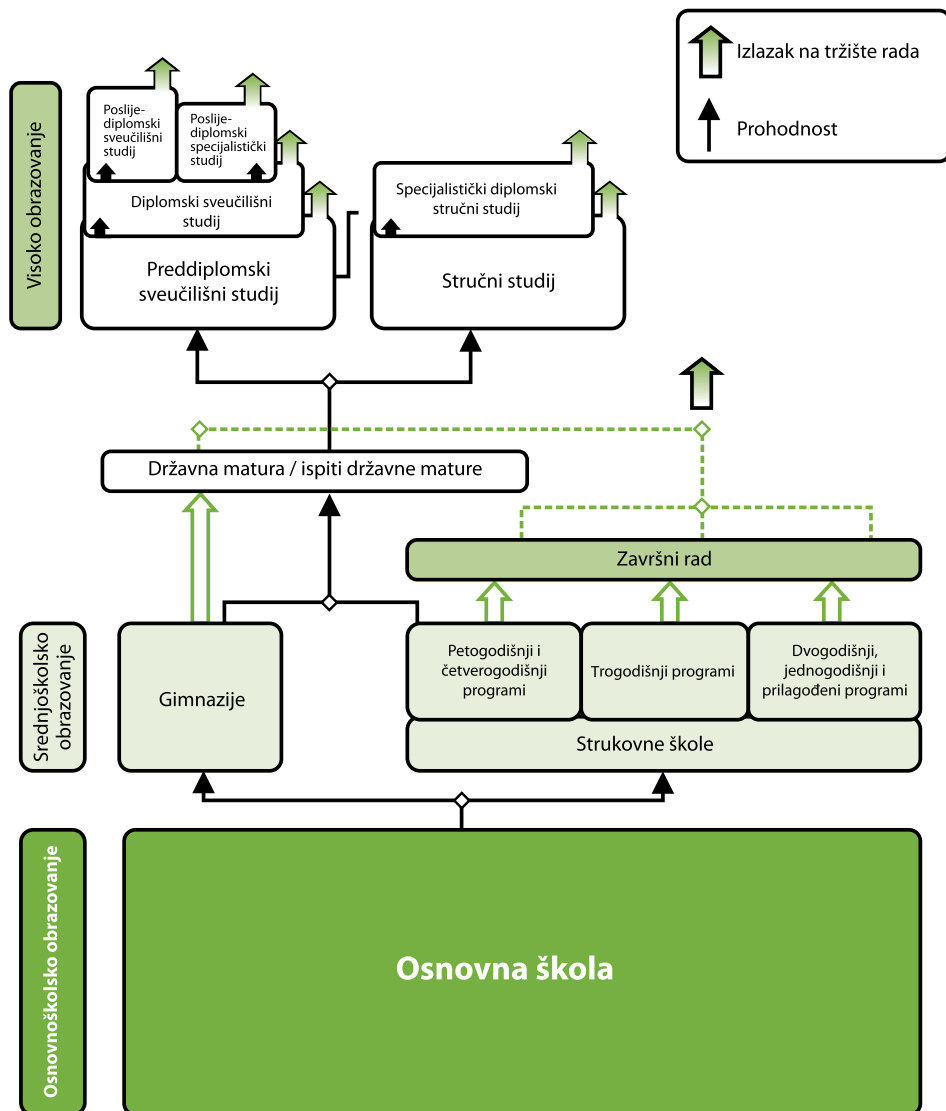 Izlazak na tržište rada
Prohodnost
Visoko obrazovanje
Poslije-
diplomski
sveučilišni
studij
Poslije-
diplomski
specijalistički
studij
Diplomski sveučilišni
studij
Preddiplomski
sveučilišni studij
Specijalistički diplomski
stručni studij
Stručni studij
Državna matura / ispiti državne mature
Završni rad
Srednjoškolsko
obrazovanje
Gimnazije
Petogodišnji i
četverogodišnji
programi
Trogodišnji programi
Dvogodišnji,
jednogodišnji i
prilagođeni programi
Strukovne škole
Osnovnoškolsko obrazovanje
Osnovna škola